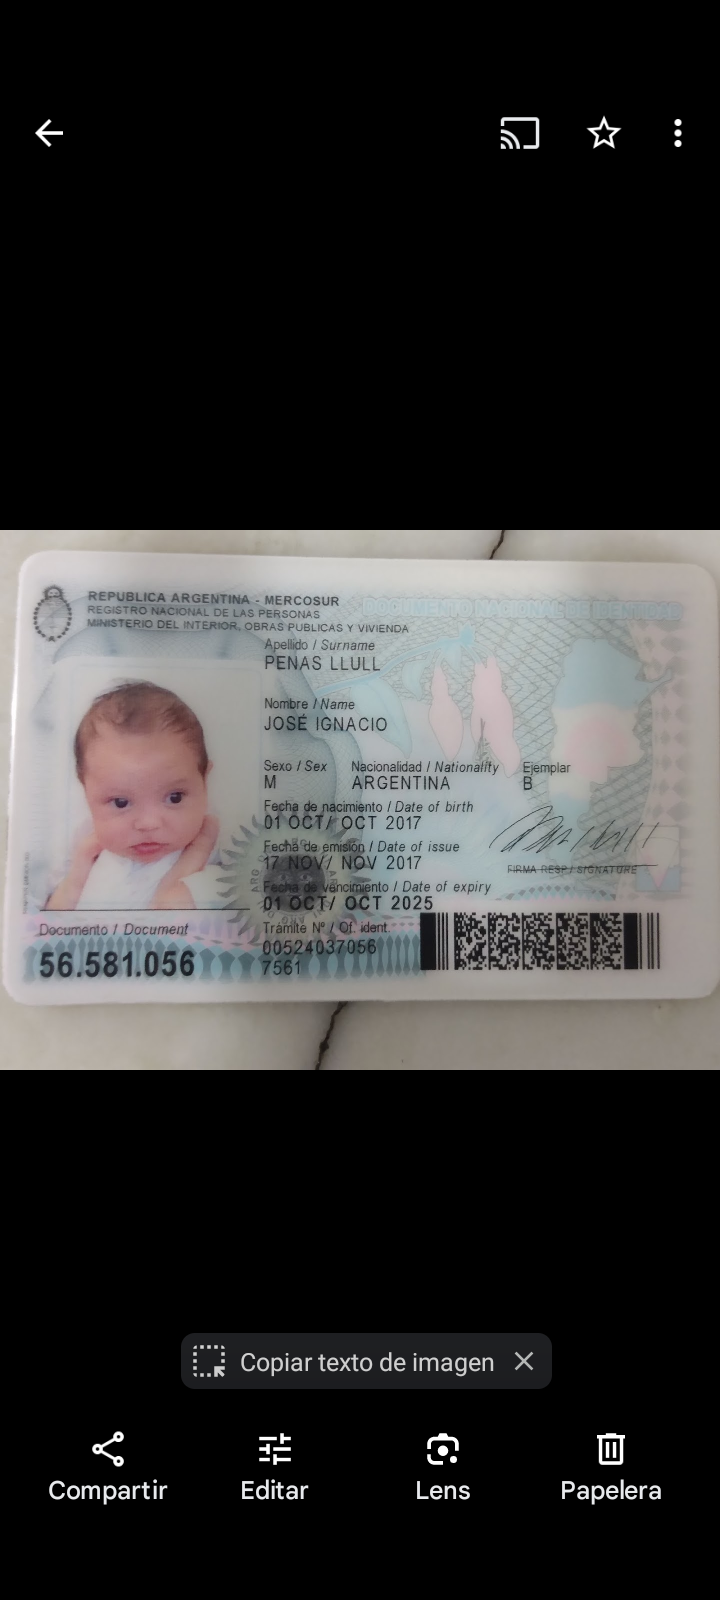 REPUBLICA ARGENTINA - MERCOSUR
REGISTRO NACIONAL DE LAS PERSONAS
MINISTERIO DEL INTERIOR, OBRAS PUBLICAS Y VIVIENDA
DOCUMENTO NACIONAL DE IDENTIDAD
Apellido / Surname
PENAS LLULL
Nombre / Name
JOSÉ IGNACIO
Sexo / Sex Nacionalidad / Nationality Ejemplar
M ARGENTINA B
Fecha de nacimiento / Date of birth
01 OCT/ OCT 2017
Fecha de emisión / Date of issue
17 NOV/ NOV 2017
FIRMA RESP / SIGNATURE
Fecha de vencimiento / Date of expiry
01 OCT/ OCT 2025
Documento / Document
56.581.056
Trámite Nº / Of. ident.
00524037056
7561
Copiar texto de imagen
Compartir Editar Lens Papelera